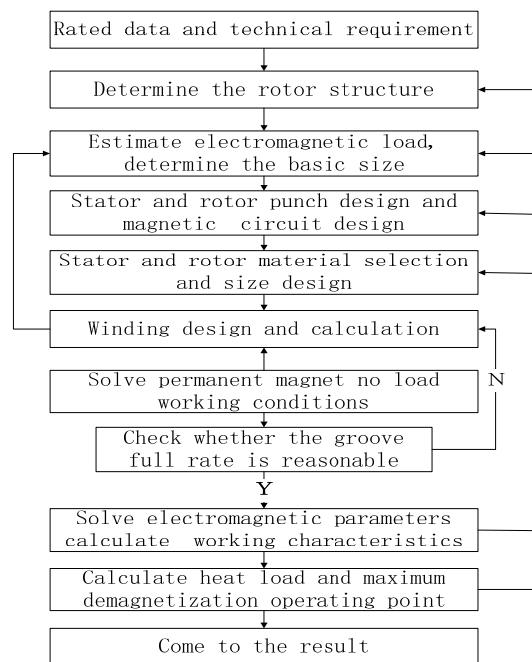 Rated data and technical requirement
Determine the rotor structure
Estimate electromagnetic load,
determine the basic size
Stator and rotor punch design and
magnetic circuit design
Stator and rotor material selection
and size design
Winding design and calculation
N
Solve permanent magnet no load
working conditions
Check whether the groove
full rate is reasonable
Y
Solve electromagnetic parameters
calculate working characteristics
Calculate heat load and maximum
demagnetization operating point
Come to the result